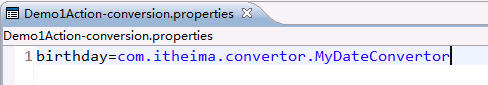 Demo1Action-conversion.properties
Demo1Action-conversion.properties
1 birthday=com.itheima.convertor.MyDateConvertor